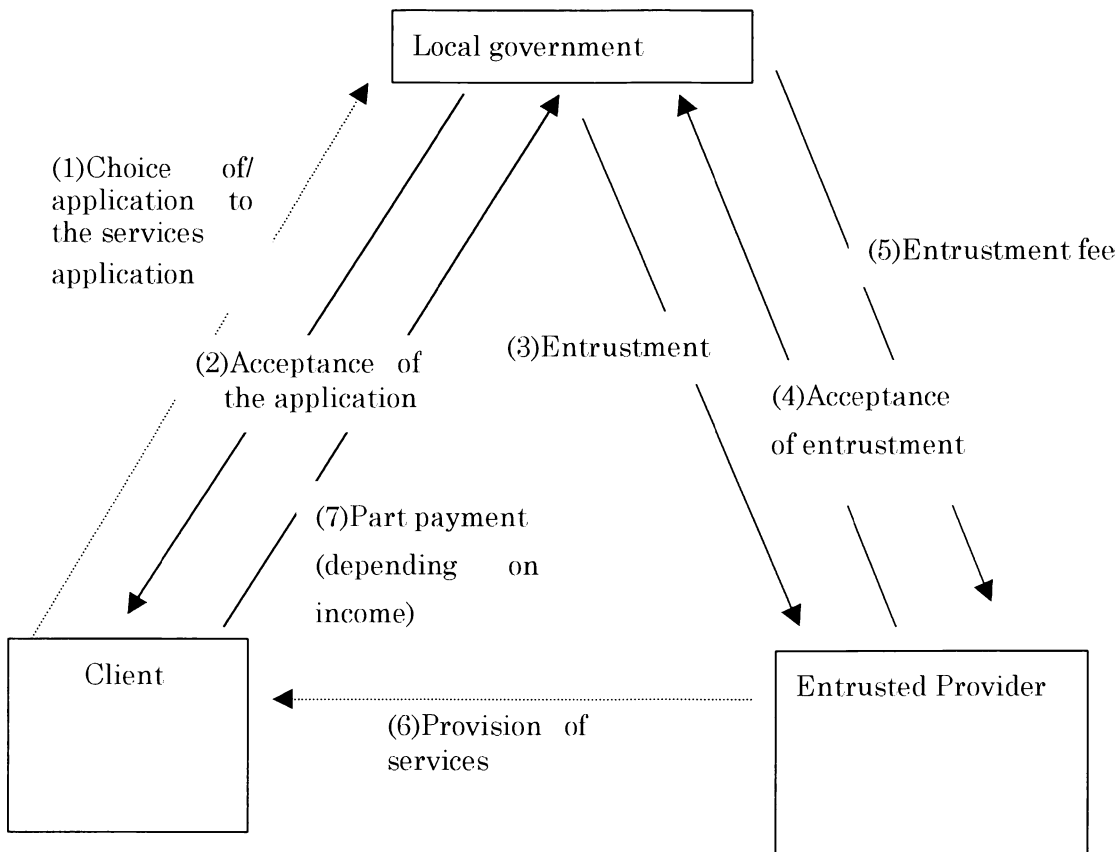 Local government
(1)Choice of/
application to
the services
application
(2)Acceptance of
the application
(3)Entrustment
(4)Acceptance
of entrustment
(5)Entrustment fee
(7)Part payment
(depending on
income)
Client
(6)Provision of
services
Entrusted Provider